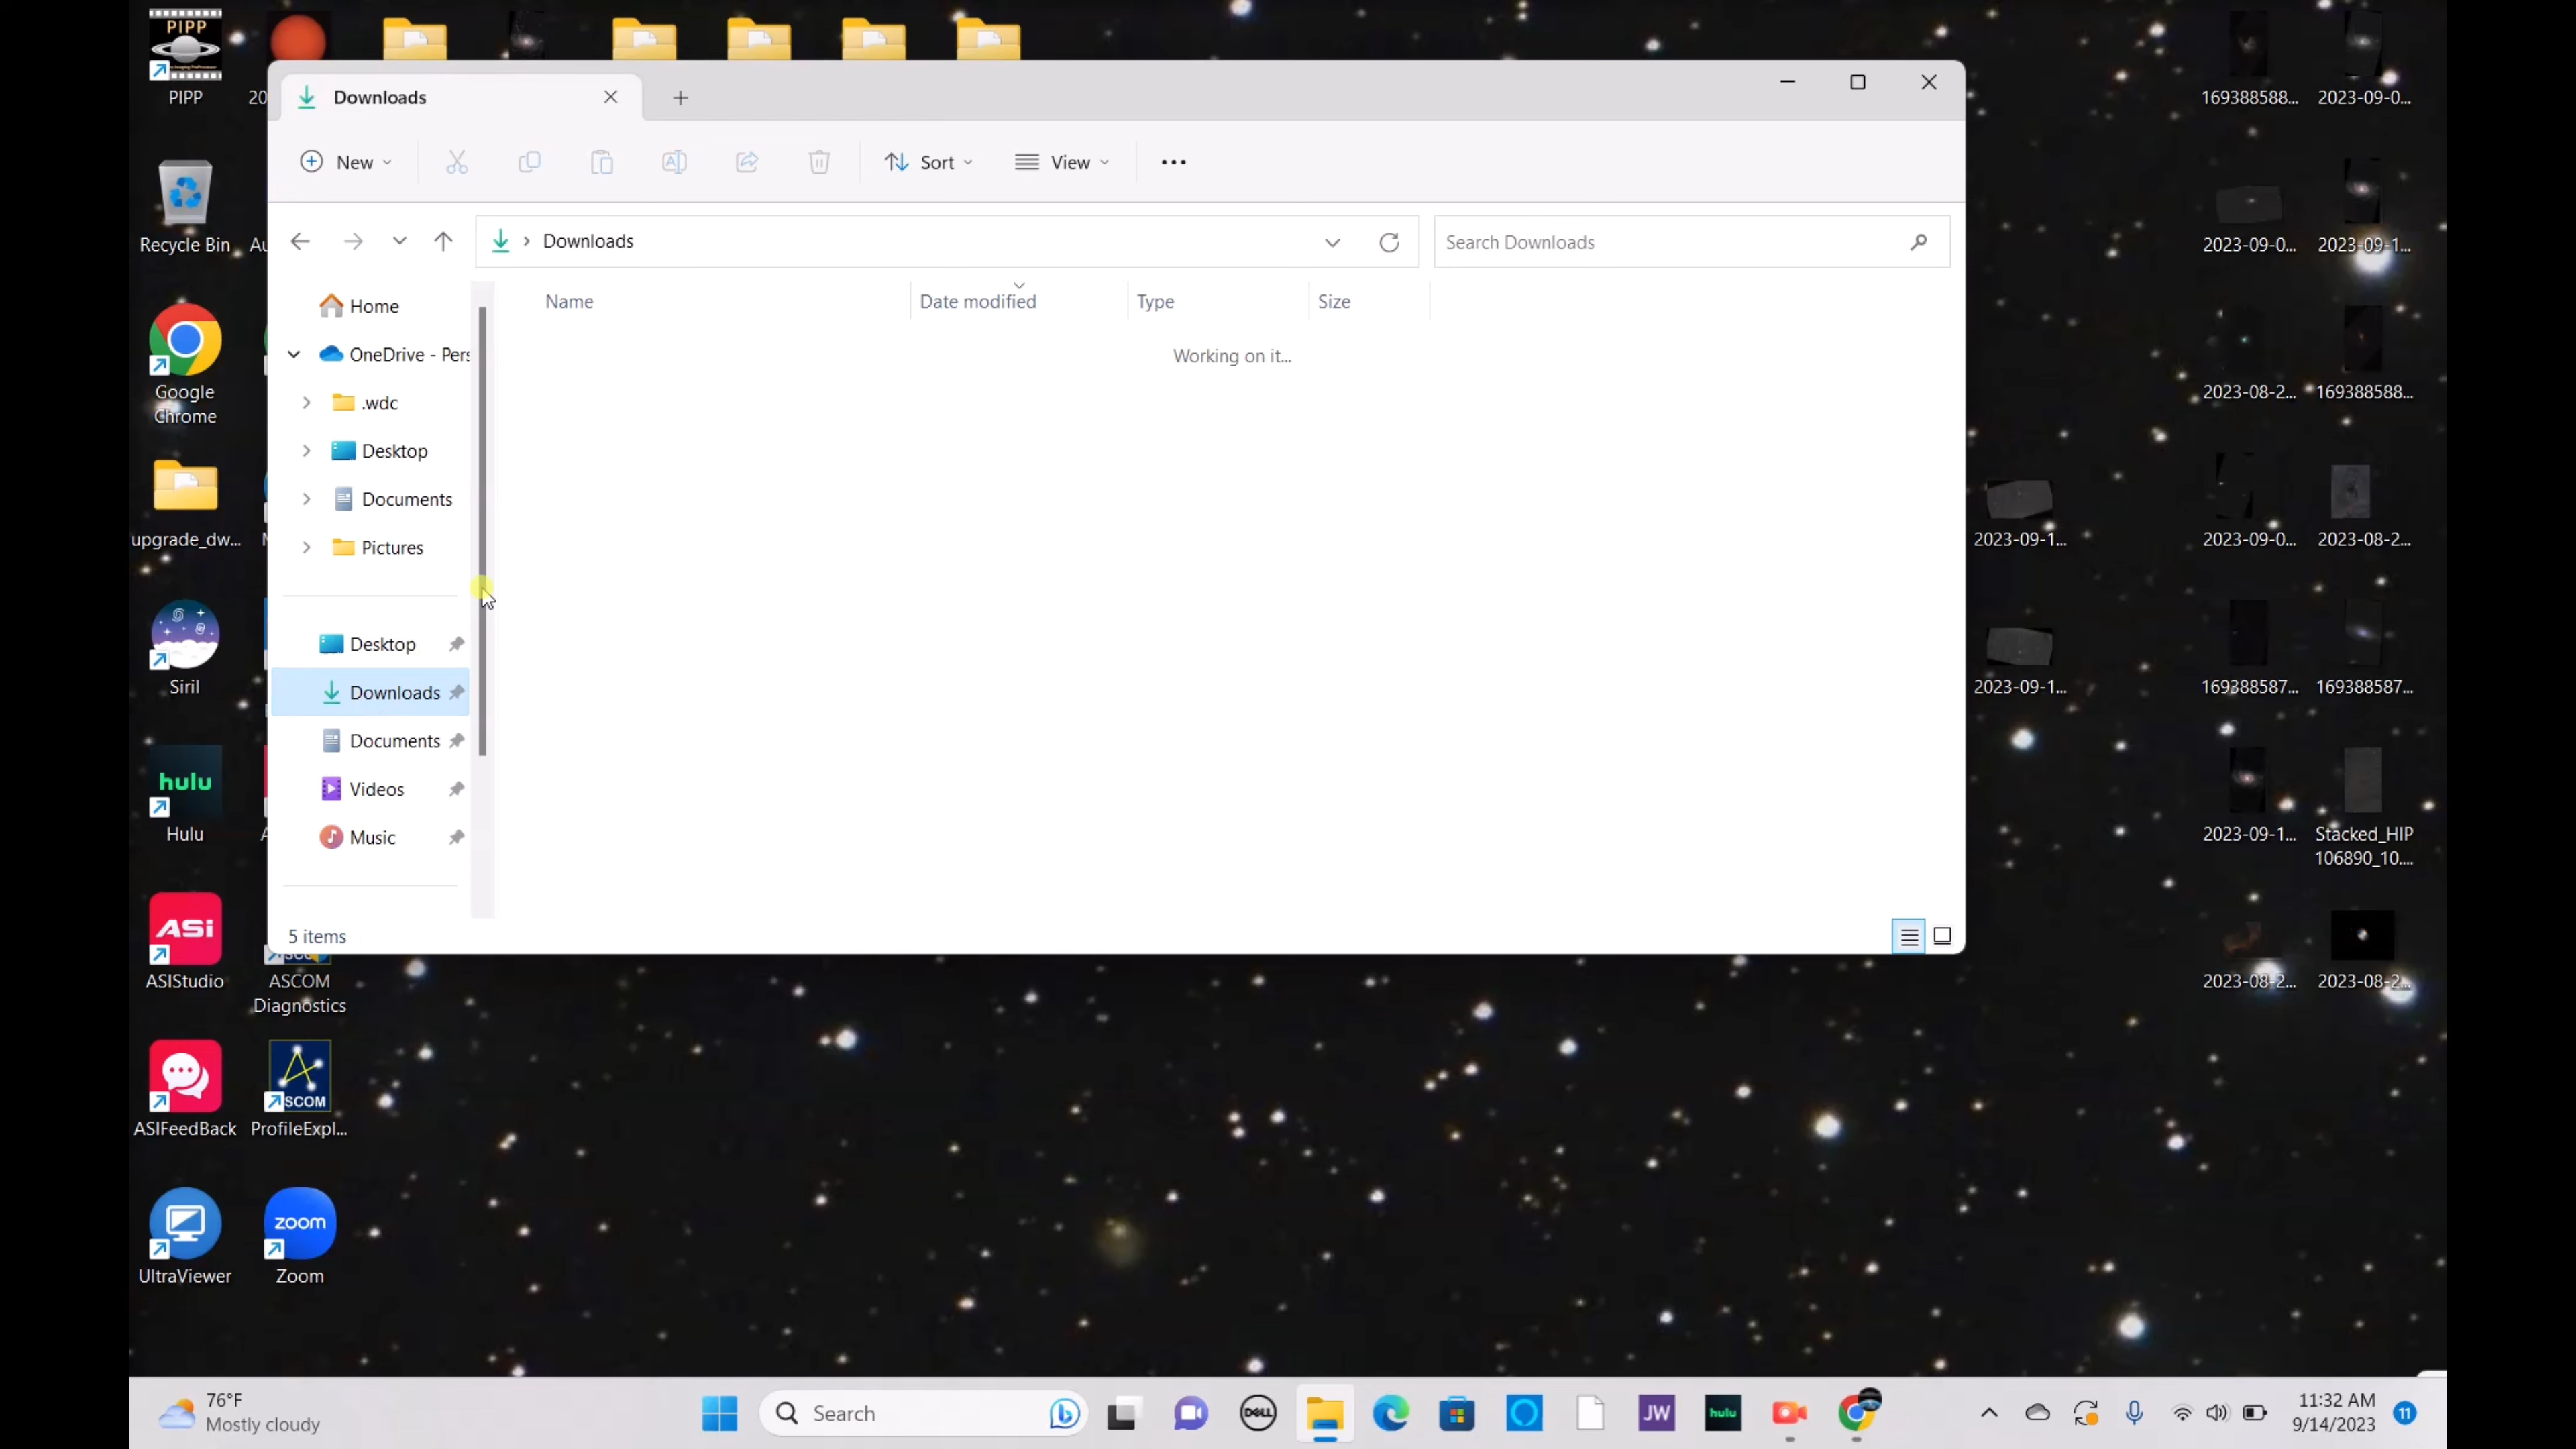 PIPP
PIPP
20
169388588...
2023-09-0...
Downloads
New
Sort
View
Recycle Bin
Au
2023-09-0...
2023-09-1...
Downloads
Search Downloads
Home
Name
Date modified
Type
Size
OneDrive - Pers
Working on it...
.wdc
Google
Chrome
2023-08-2...
169388588...
Desktop
Documents
upgrade_dw...
2023-09-1...
2023-09-0...
2023-08-2...
Pictures
Desktop
Siril
Downloads
2023-09-1...
169388587...
169388587...
Documents
hulu
Videos
Hulu
Music
2023-09-1...
Stacked_HIP
106890_10....
ASi
5 items
ASIStudio
ASCOM
Diagnostics
2023-08-2...
2023-08-2...
SCOM
ASIFeedBack
ProfileExpl...
zoom
UltraViewer
Zoom
76°F
Mostly cloudy
Search
DELL
JW
hulu
11:32 AM
9/14/2023
11